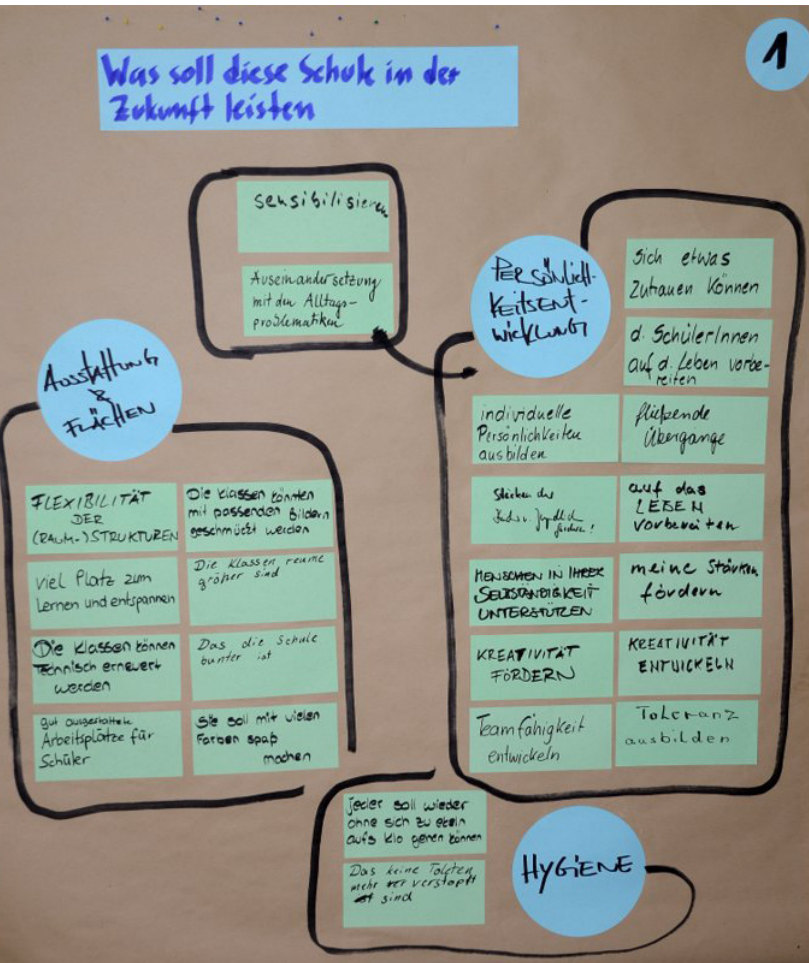 Was soll diese Schule in der
Zukunft leisten
1
sensibilisieren
Auseinandersetzung
mit den Alltags-
problematiken
PERSÖNLICH-
KEITSENT-
WICKLUNG
Sich etwas
Zutrauen können
d. SchülerInnen
auf d. Leben vorbe-
reiten
individuelle
Persönlichkeiten
ausbilden
fließende
Übergänge
Stärken des
fördern!
auf das
LEBEN
vorbereiten
MENSCHEN IN IHRER
SELBSTÄNDIGKEIT
UNTERSTÜTZEN
meine Stärken
fördern
KREATIVITÄT
FÖRDERN
KREATIVITÄT
ENTWICKELN
Teamfähigkeit
entwickeln
Toleranz
ausbilden
AUSSTATTUNG
&
FLÄCHEN
FLEXIBILITÄT
DER
(RAUM-)STRUKTUREN
Die Klassen könnten
mit passenden Bildern
geschmückt werden
viel Platz zum
Lernen und entspannen
Die Klassen reume
größer sind
Die Klassen können
Technisch erneuert
werden
Das die Schule
bunter ist
gut ausgestattete
Arbeitsplätze für
Schüler
Sie soll mit vielen
Farben spaß
machen
jeder soll wieder
ohne sich zu ekeln
aufs Klo gehen können
Das keine Toileten
mehr verstopft
sind
HYGIENE